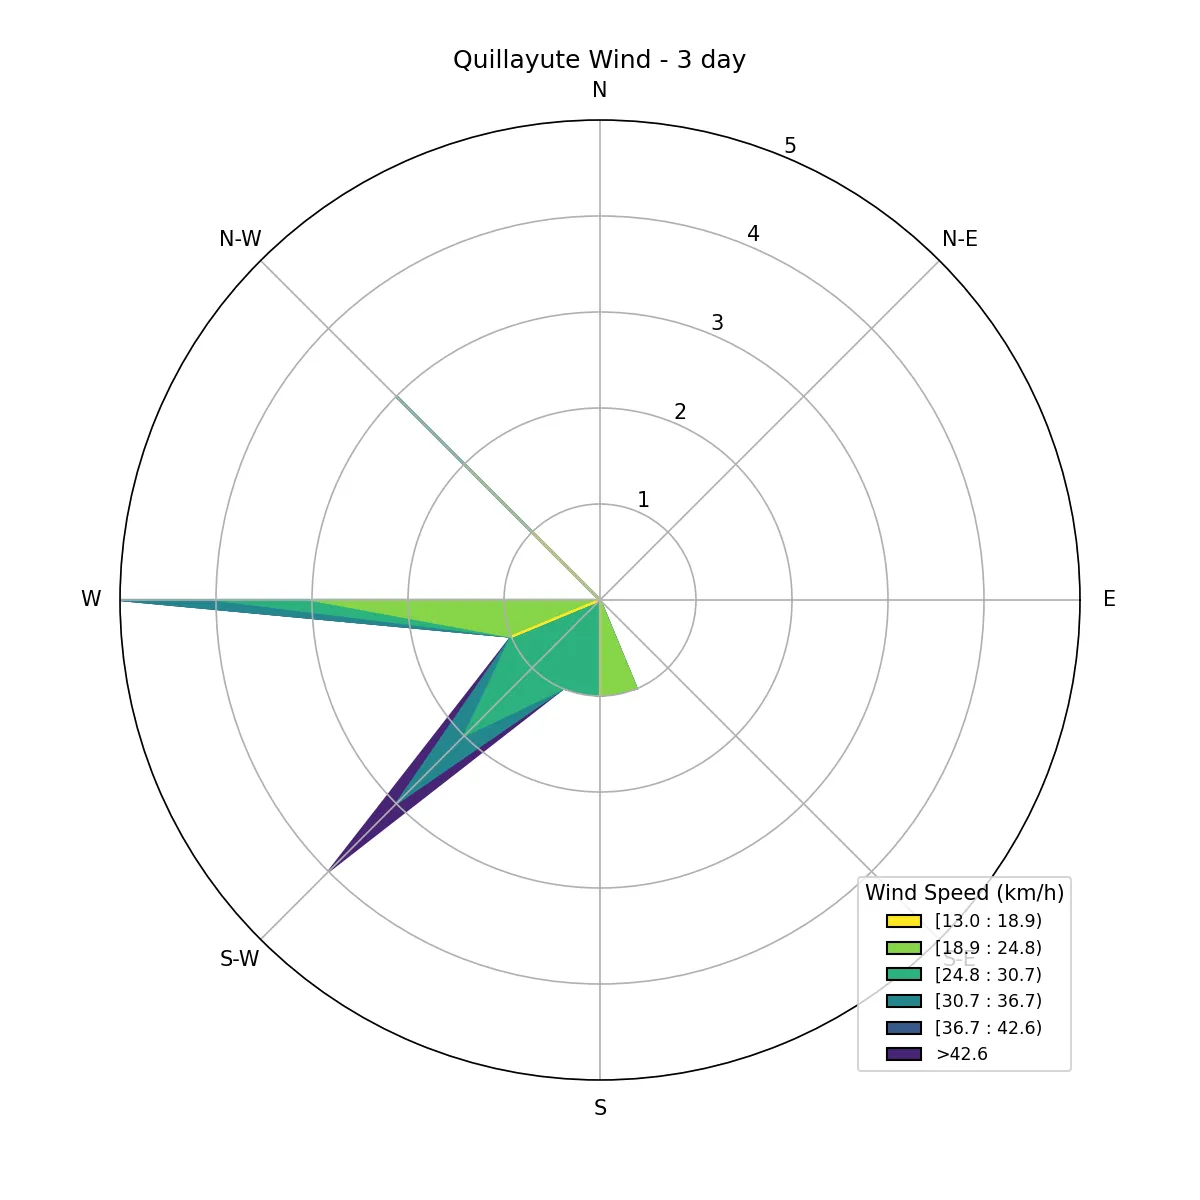 Quillayute Wind - 3 day
N
5
N-W
4
N-E
3
2
1
W
E
Wind Speed (km/h)
[13.0 : 18.9)
[18.9 : 24.8)
S-W
S-E
[24.8 : 30.7)
[30.7 : 36.7)
[36.7 : 42.6)
>42.6
S